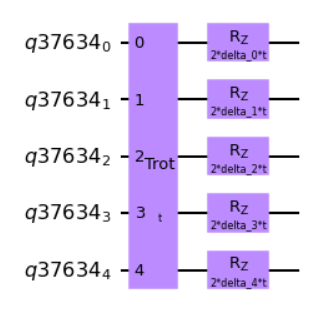 q37634₀ 0 R_Z
2*delta_0*t
q37634₁ 1 R_Z
2*delta_1*t
q37634₂ 2 Trot R_Z
2*delta_2*t
q37634₃ 3 t R_Z
2*delta_3*t
q37634₄ 4 R_Z
2*delta_4*t